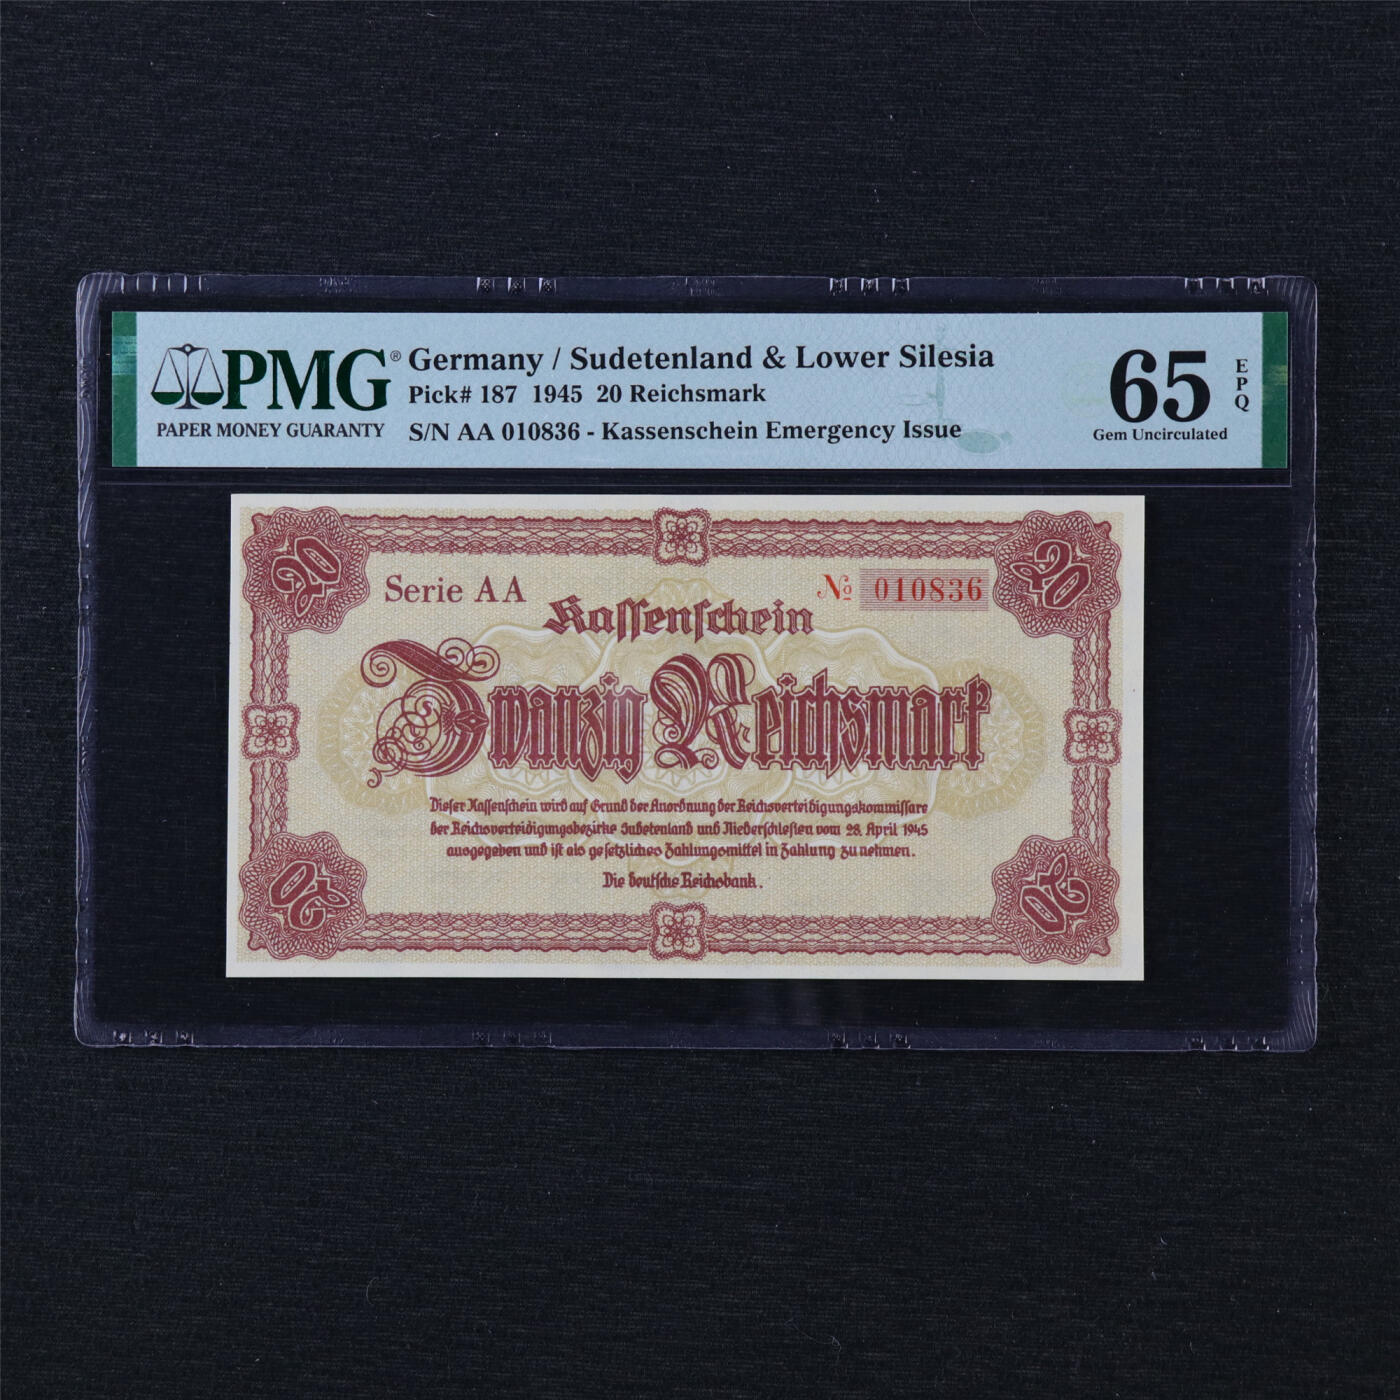 PMG® Germany / Sudetenland & Lower Silesia
PAPER MONEY GUARANTY
Pick# 187 1945 20 Reichsmark
S/N AA 010836 - Kassenschein Emergency Issue
65 EPQ
Gem Uncirculated
20 20
Serie AA № 010836
Kassenschein
Zwanzig Reichsmark
Dieser Kassenschein wird auf Grund der Anordnung der Reichsverteidigungskommissare
der Reichsverteidigungsbezirke Sudetenland und Niederschlesien vom 28. April 1945
ausgegeben und ist als gesetzliches Zahlungsmittel in Zahlung zu nehmen.
Die deutsche Reichsbank.
20 20